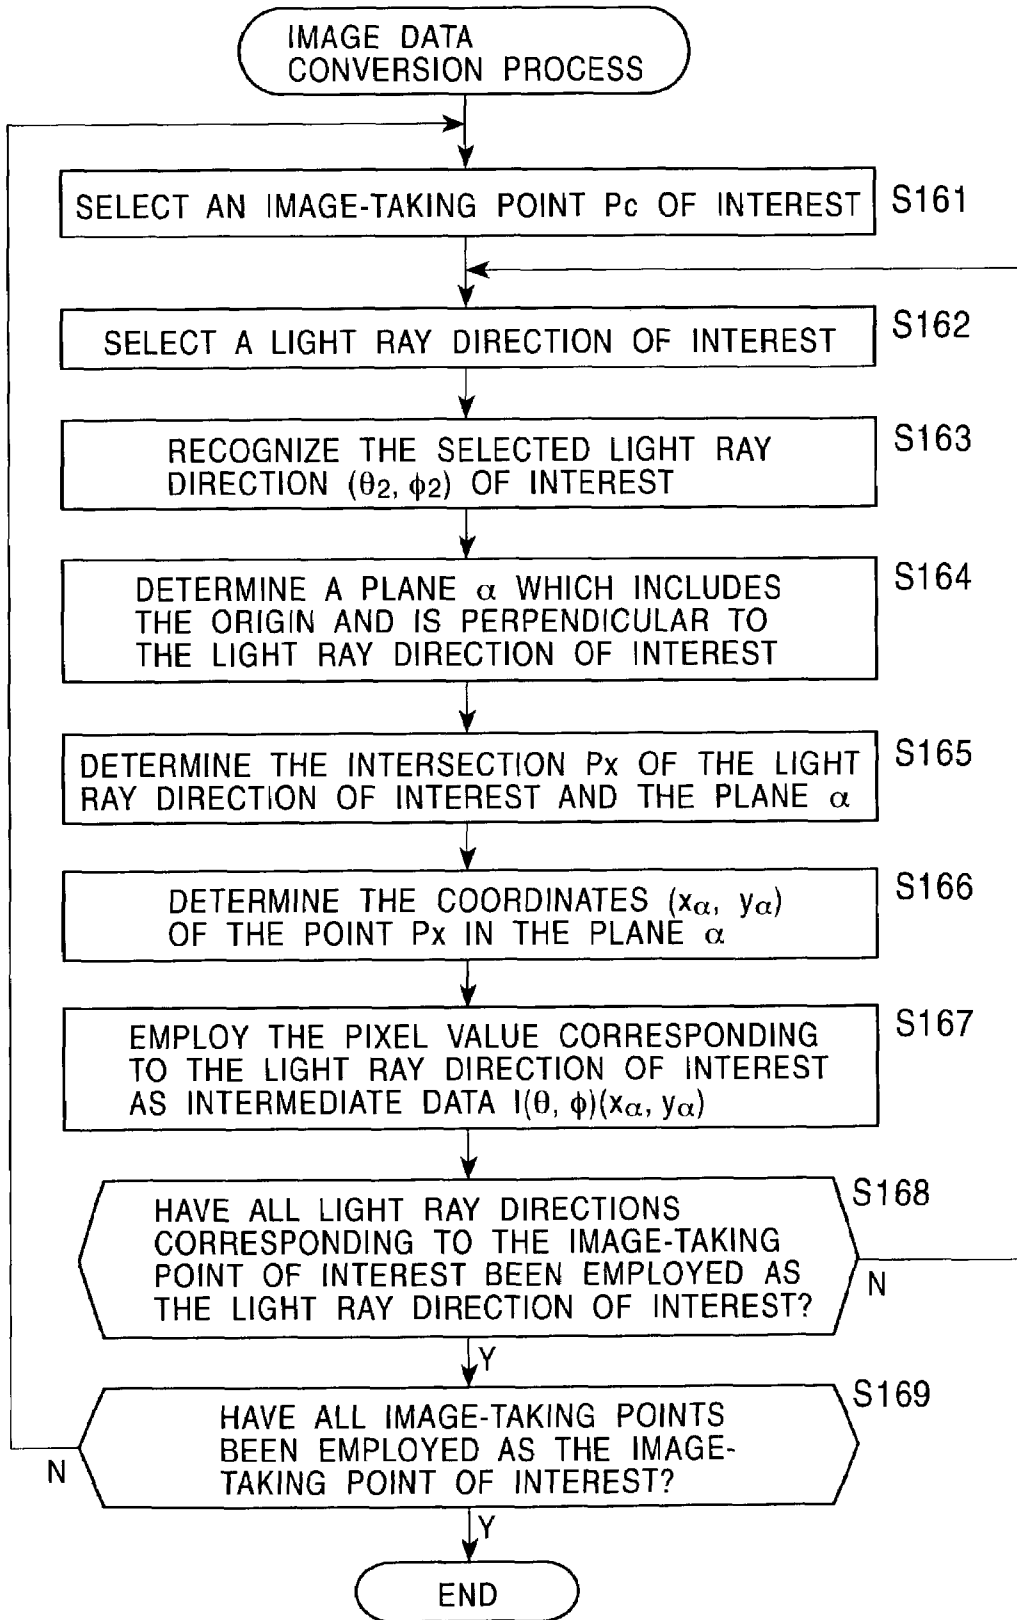 IMAGE DATA
CONVERSION PROCESS
SELECT AN IMAGE-TAKING POINT Pc OF INTEREST
S161
SELECT A LIGHT RAY DIRECTION OF INTEREST
S162
RECOGNIZE THE SELECTED LIGHT RAY
DIRECTION (θ2, ϕ2) OF INTEREST
S163
DETERMINE A PLANE α WHICH INCLUDES
THE ORIGIN AND IS PERPENDICULAR TO
THE LIGHT RAY DIRECTION OF INTEREST
S164
DETERMINE THE INTERSECTION Px OF THE LIGHT
RAY DIRECTION OF INTEREST AND THE PLANE α
S165
DETERMINE THE COORDINATES (xα, yα)
OF THE POINT Px IN THE PLANE α
S166
EMPLOY THE PIXEL VALUE CORRESPONDING
TO THE LIGHT RAY DIRECTION OF INTEREST
AS INTERMEDIATE DATA I(θ, ϕ)(xα, yα)
S167
HAVE ALL LIGHT RAY DIRECTIONS
CORRESPONDING TO THE IMAGE-TAKING
POINT OF INTEREST BEEN EMPLOYED AS
THE LIGHT RAY DIRECTION OF INTEREST?
S168
N
Y
HAVE ALL IMAGE-TAKING POINTS
BEEN EMPLOYED AS THE IMAGE-
TAKING POINT OF INTEREST?
S169
N
Y
END